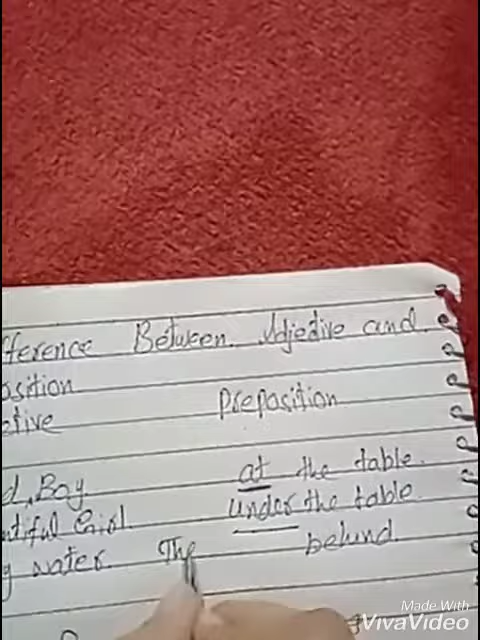 fference Between. Adjective and.
osition
ctive Preposition
d, Boy at the table.
utiful Girl. under the table
g water. The behind.
Made With
VivaVideo